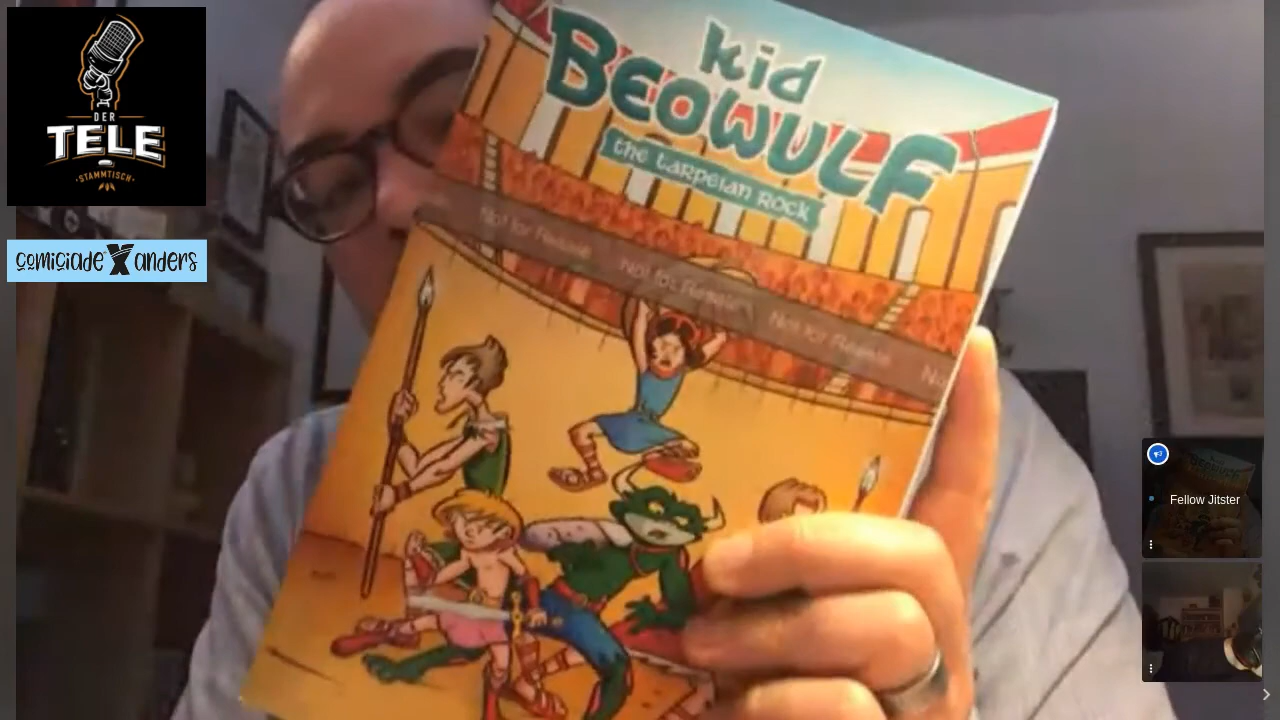 DER
TELE
STAMMTISCH
comiciade X anders
kid
BEOWULF
the tarpeian rock
Not for Resale Not for Resale Not for Resale
Fellow Jitster